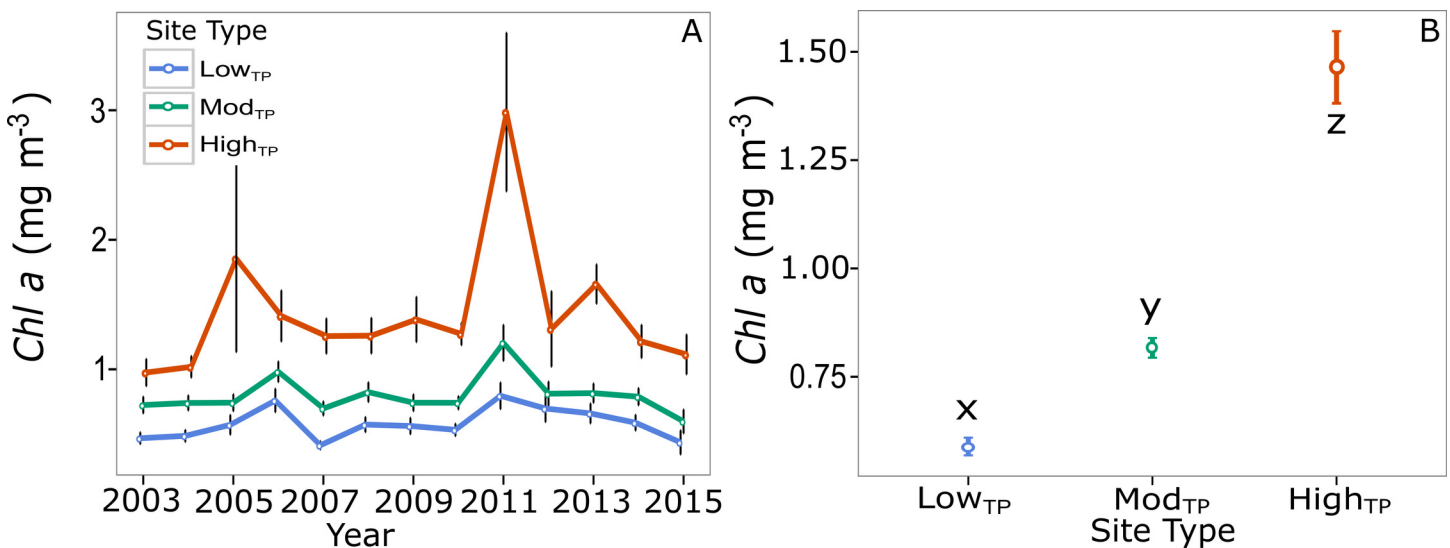 A
Site Type
Low_TP
Mod_TP
High_TP
Chl a (mg m⁻³)
3
2
1
2003 2005 2007 2009 2011 2013 2015
Year
B
Chl a (mg m⁻³)
1.50
1.25
1.00
0.75
x
y
z
Low_TP Mod_TP High_TP
Site Type